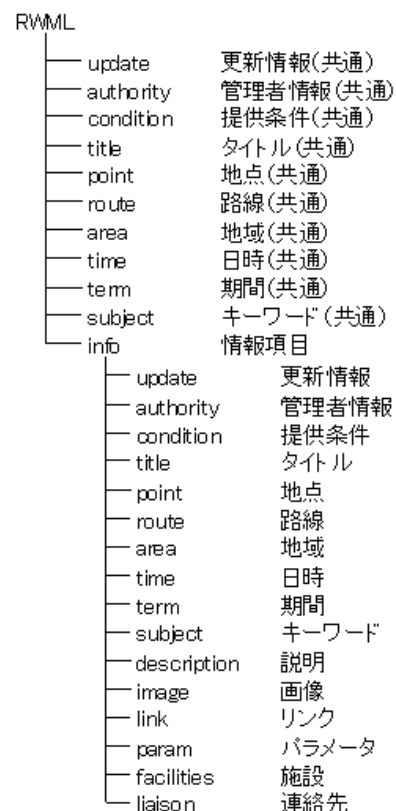 RWML
update 更新情報(共通)
authority 管理者情報(共通)
condition 提供条件(共通)
title タイトル(共通)
point 地点(共通)
route 路線(共通)
area 地域(共通)
time 日時(共通)
term 期間(共通)
subject キーワード(共通)
info 情報項目
update 更新情報
authority 管理者情報
condition 提供条件
title タイトル
point 地点
route 路線
area 地域
time 日時
term 期間
subject キーワード
description 説明
image 画像
link リンク
param パラメータ
facilities 施設
liaison 連絡先